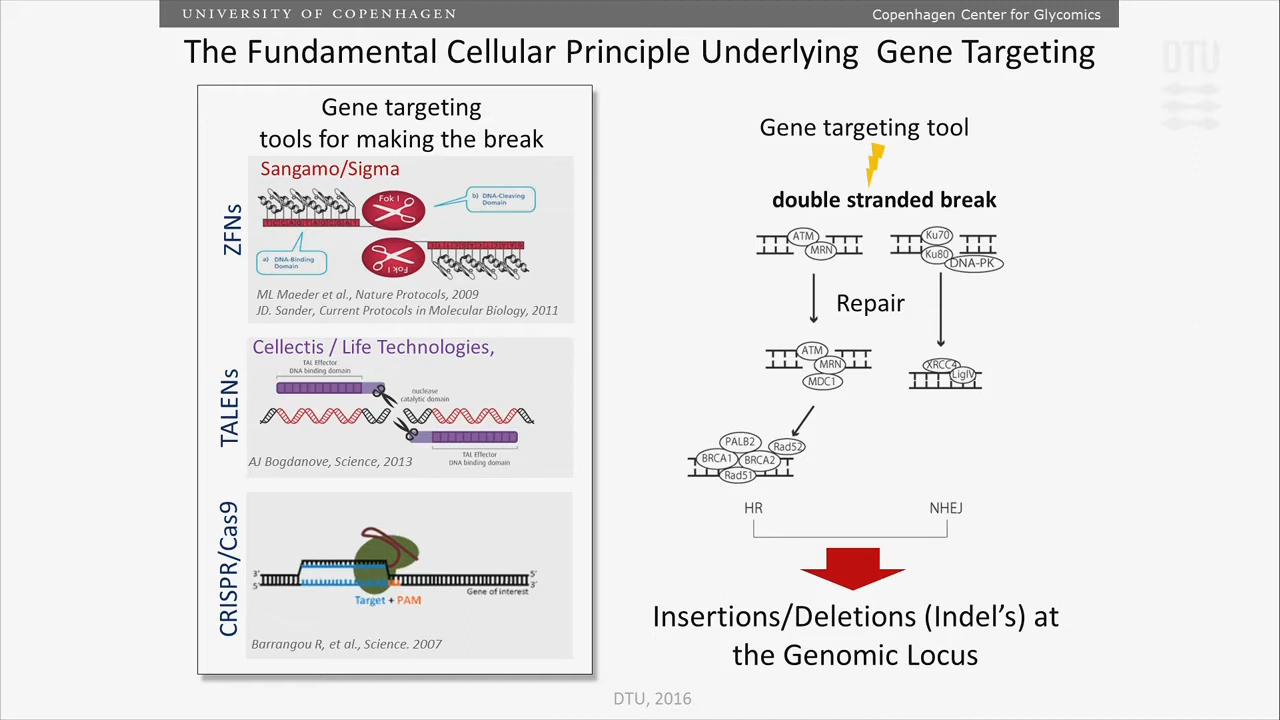 UNIVERSITY OF COPENHAGEN
Copenhagen Center for Glycomics
The Fundamental Cellular Principle Underlying Gene Targeting
DTU
Gene targeting
tools for making the break
ZFNs
Sangamo/Sigma
Fok I
b) DNA-Cleaving
Domain
a) DNA-Binding
Domain
Fok I
ML Maeder et al., Nature Protocols, 2009
JD. Sander, Current Protocols in Molecular Biology, 2011
TALENs
Cellectis / Life Technologies,
TAL Effector
DNA binding domain
nuclease
catalytic domain
TAL Effector
DNA binding domain
AJ Bogdanove, Science, 2013
CRISPR/Cas9
3' 5'
5' 3'
Gene of interest
Target + PAM
Barrangou R, et al., Science. 2007
Gene targeting tool
double stranded break
ATM
MRN
Ku70
Ku80
DNA-PK
Repair
ATM
MRN
MDC1
XRCC4
LigIV
PALB2
Rad52
BRCA1
BRCA2
Rad51
HR
NHEJ
Insertions/Deletions (Indel's) at
the Genomic Locus
DTU, 2016